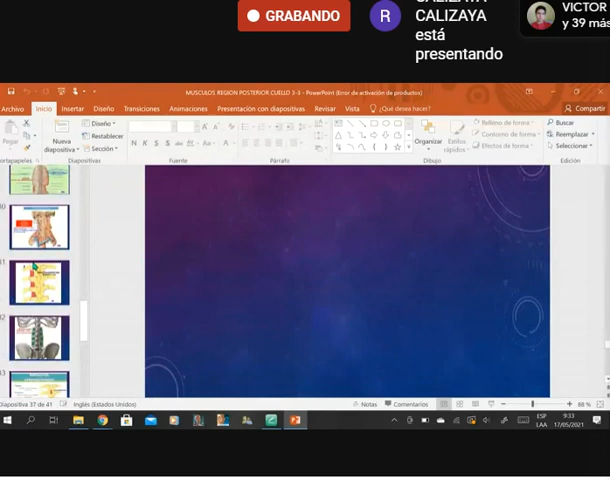 GRABANDO
R
CALIZAYA
está
presentando
VICTOR
y 39 más
MUSCULOS REGION POSTERIOR CUELLO 3-3 - PowerPoint (Error de activación de productos)
Archivo Inicio Insertar Diseño Transiciones Animaciones Presentación con diapositivas Revisar Vista ¿Qué desea hacer? Compartir
Pegar
Nueva
diapositiva
Diseño
Restablecer
Sección
N K S S
Organizar
Estilos
rápidos
Relleno de forma
Contorno de forma
Efectos de forma
Buscar
Reemplazar
Seleccionar
ortapapeles Diapositivas Fuente Párrafo Dibujo Edición
Diapositiva 37 de 41 Inglés (Estados Unidos) Notas Comentarios 88 %
ESP
LAA
9:33
17/05/2021